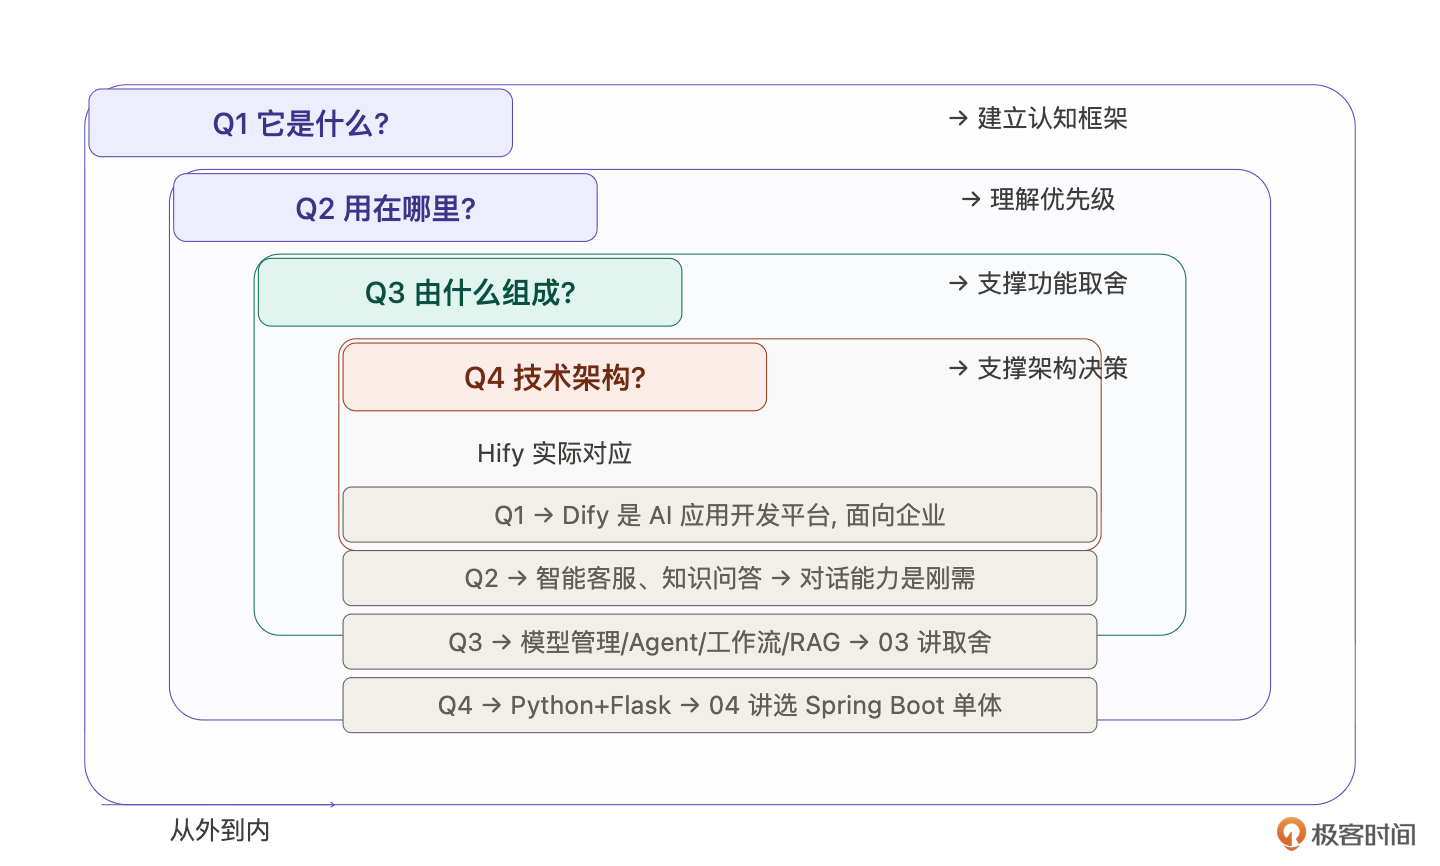 Q1 它是什么?
→ 建立认知框架
Q2 用在哪里?
→ 理解优先级
Q3 由什么组成?
→ 支撑功能取舍
Q4 技术架构?
→ 支撑架构决策
Hify 实际对应
Q1 → Dify 是 AI 应用开发平台, 面向企业
Q2 → 智能客服、知识问答 → 对话能力是刚需
Q3 → 模型管理/Agent/工作流/RAG → 03 讲取舍
Q4 → Python+Flask → 04 讲选 Spring Boot 单体
从外到内
极客时间